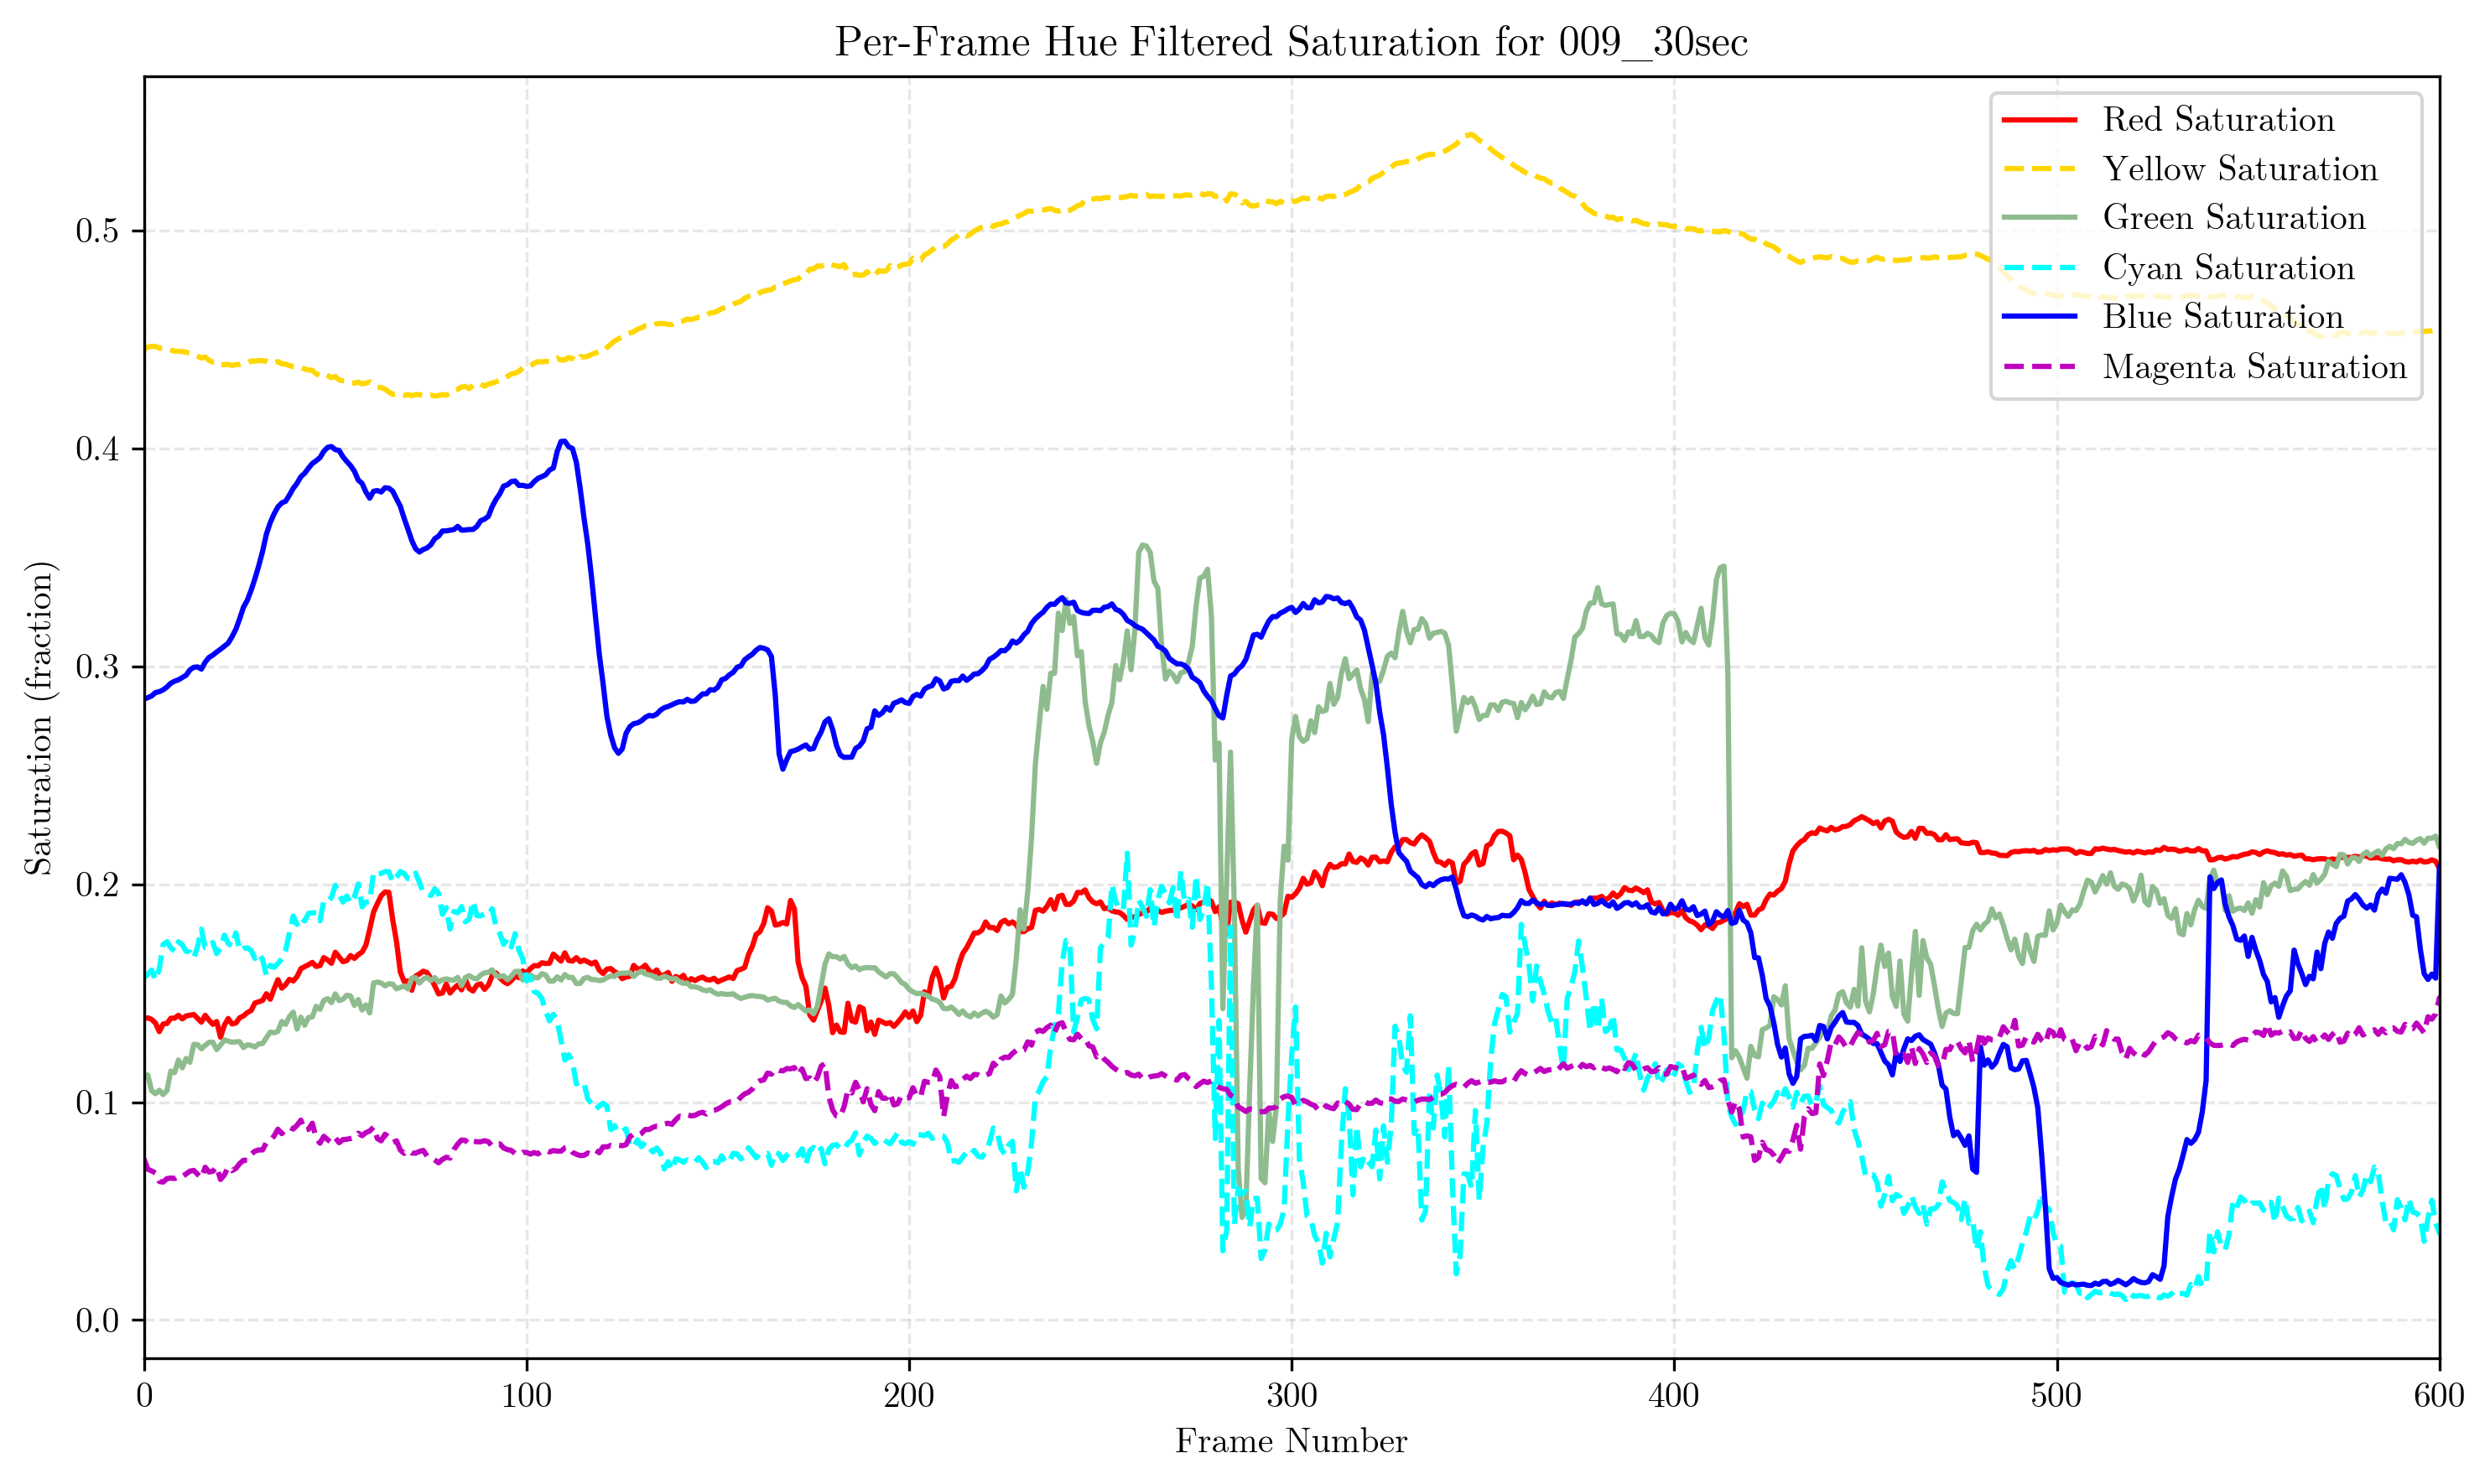 Per-Frame Hue Filtered Saturation for 009_30sec
Red Saturation
Yellow Saturation
Green Saturation
Cyan Saturation
Blue Saturation
Magenta Saturation
Saturation (fraction)
0.5
0.4
0.3
0.2
0.1
0.0
0
100
200
300
400
500
600
Frame Number